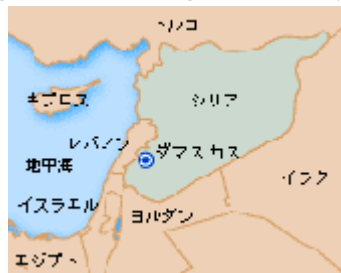 トルコ
キプロス
シリア
レバノン
ダマスカス
地中海
イラク
イスラエル
ヨルダン
エジプト